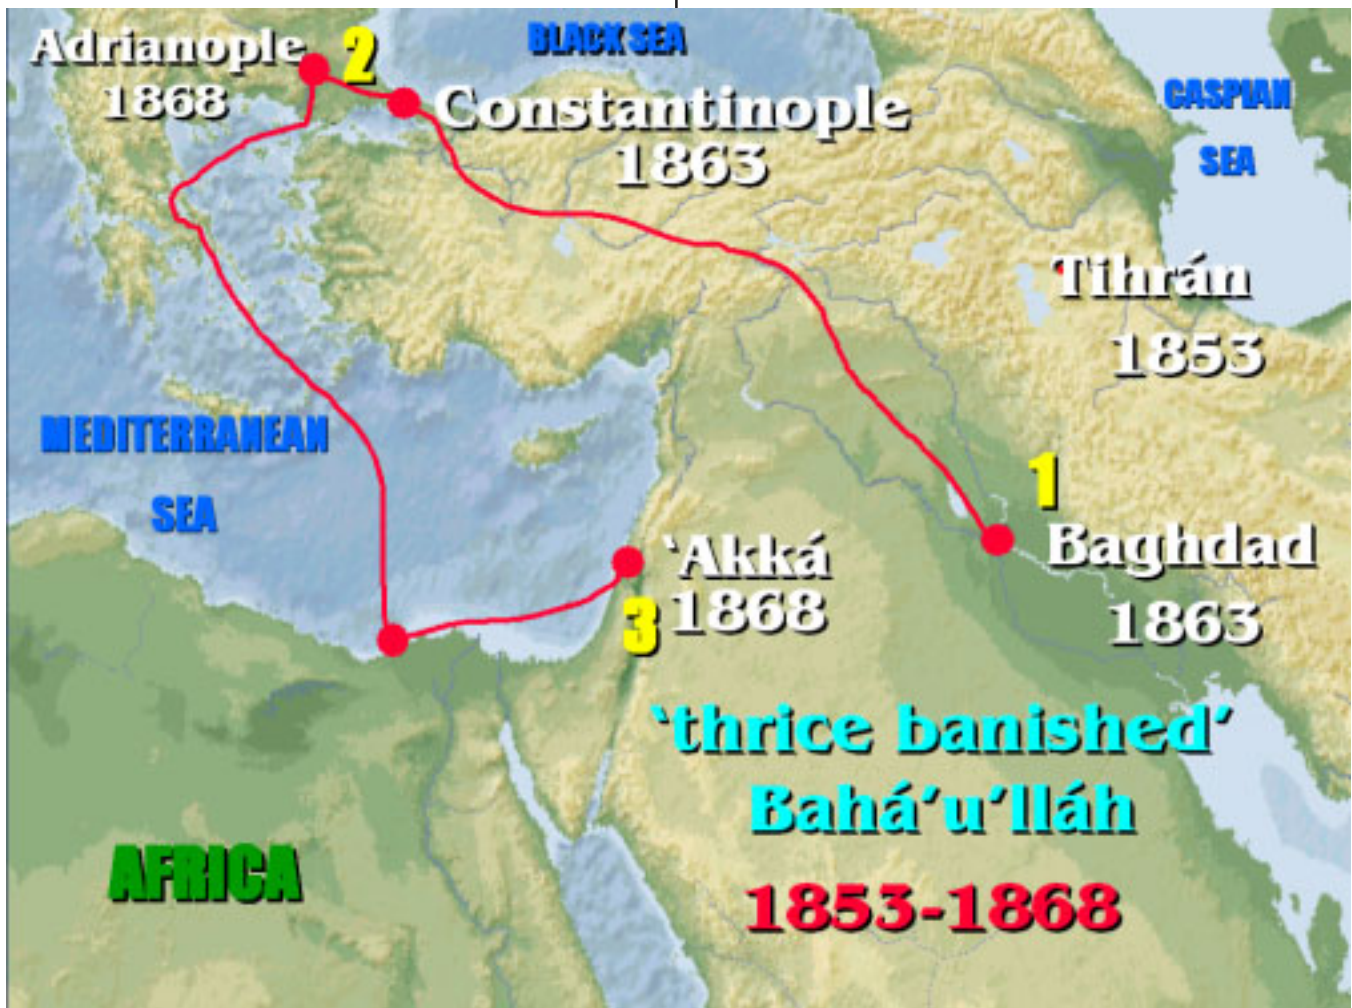 Adrianople
1868
2
BLACK SEA
Constantinople
1863
CASPIAN
SEA
Tihrán
1853
MEDITERRANEAN
SEA
1
Baghdad
1863
‘Akká
1868
3
‘thrice banished’
Bahá’u’lláh
1853-1868
AFRICA